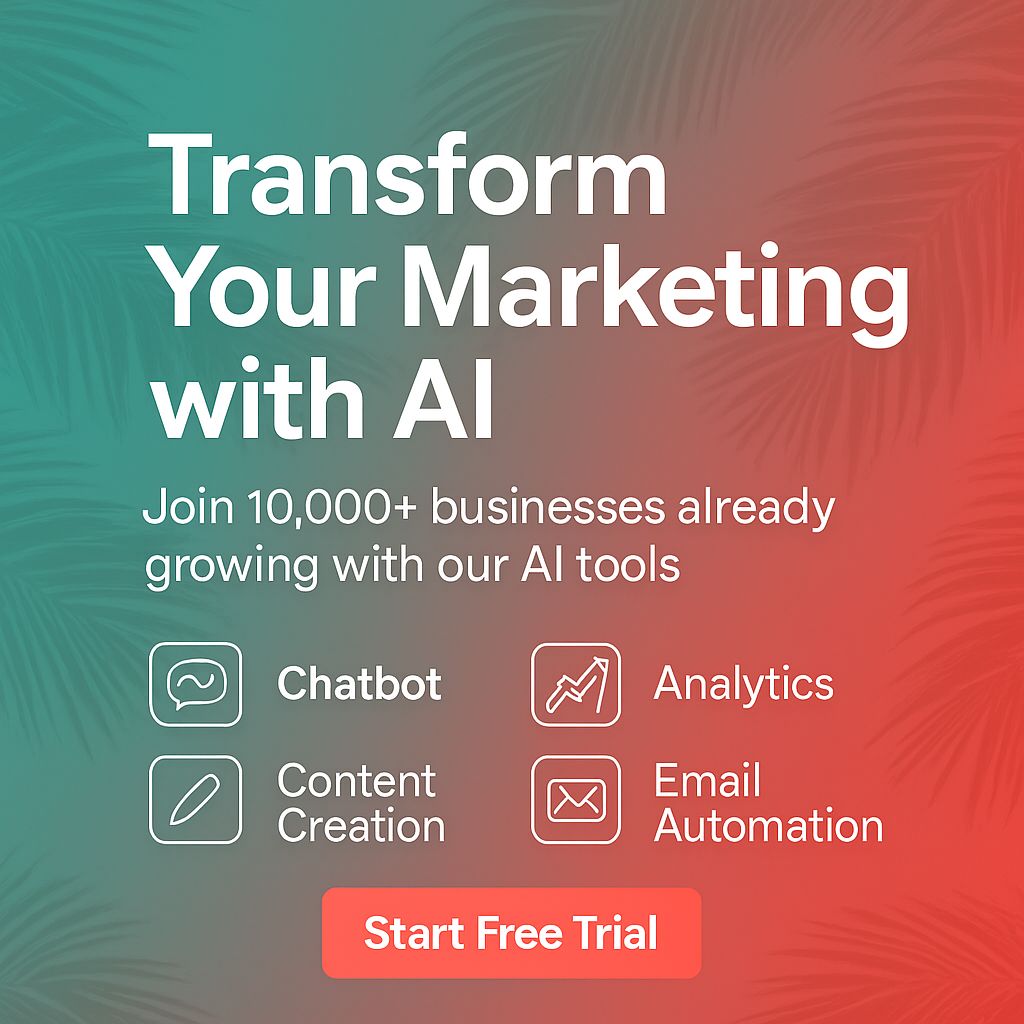 Transform
Your Marketing
with AI
Join 10,000+ businesses already
growing with our AI tools
Chatbot
Analytics
Content
Creation
Email
Automation
Start Free Trial